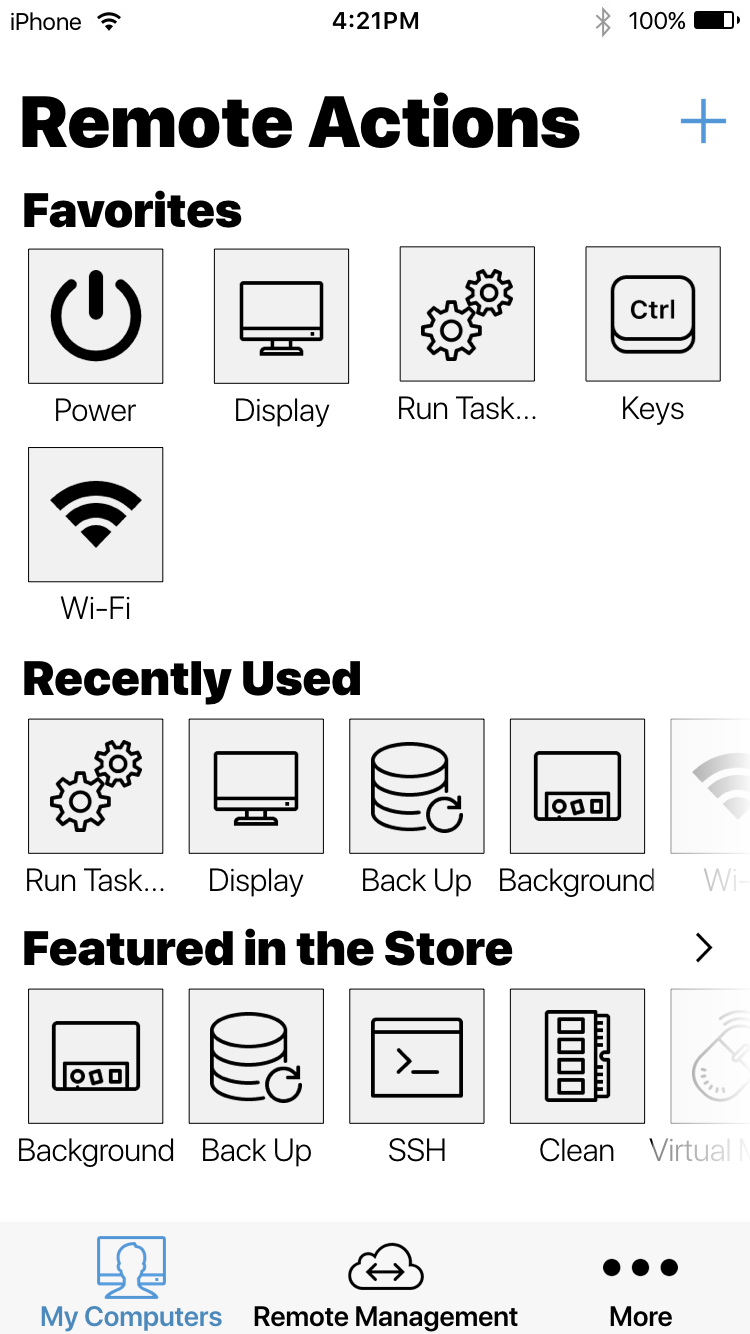 iPhone 4:21PM 100%
Remote Actions
Favorites
Power Display Run Task... Keys
Ctrl
Wi-Fi
Recently Used
Run Task... Display Back Up Background Wi-
Featured in the Store
Background Back Up SSH Clean Virtual M
My Computers Remote Management More